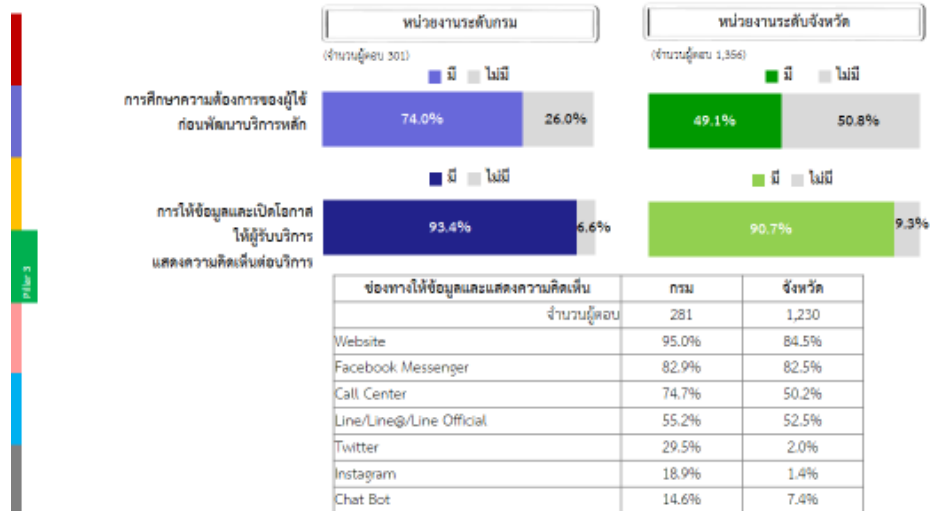 หน่วยงานระดับกรม
หน่วยงานระดับจังหวัด
(จำนวนผู้ตอบ 301)
(จำนวนผู้ตอบ 1,356)
มี ไม่มี
มี ไม่มี
การศึกษาความต้องการของผู้ใช้
ก่อนพัฒนาบริการหลัก
74.0% 26.0%
49.1% 50.8%
มี ไม่มี
มี ไม่มี
การให้ข้อมูลและเปิดโอกาส
ให้ผู้รับบริการ
แสดงความคิดเห็นต่อบริการ
93.4% 6.6%
90.7% 9.3%
Pillar 3
ช่องทางให้ข้อมูลและแสดงความคิดเห็น กรม จังหวัด
จำนวนผู้ตอบ 281 1,230
Website 95.0% 84.5%
Facebook Messenger 82.9% 82.5%
Call Center 74.7% 50.2%
Line/Line@/Line Official 55.2% 52.5%
Twitter 29.5% 2.0%
Instagram 18.9% 1.4%
Chat Bot 14.6% 7.4%